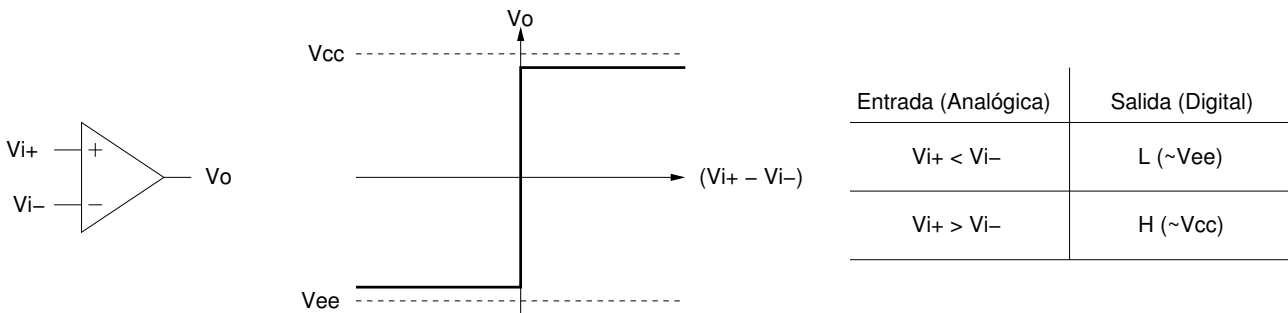 Vi+
+
Vi−
−
Vo
Vo
Vcc
(Vi+ − Vi−)
Vee
Entrada (Analógica) Salida (Digital)
Vi+ < Vi− L (~Vee)
Vi+ > Vi− H (~Vcc)